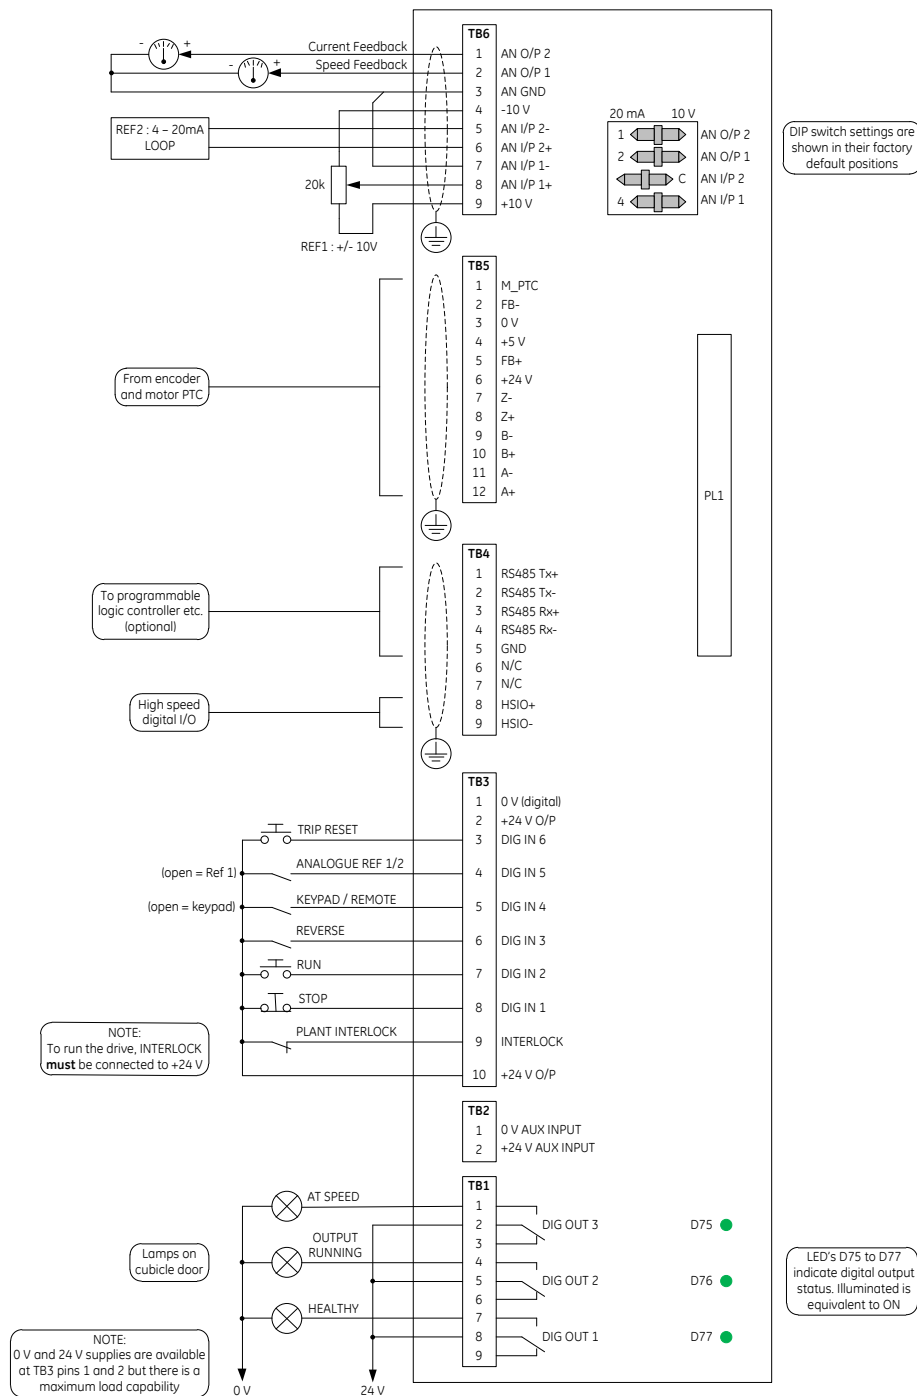 TB6
- + Current Feedback 1 AN O/P 2
- + Speed Feedback 2 AN O/P 1
3 AN GND
4 -10 V
REF2 : 4 – 20mA
LOOP
5 AN I/P 2-
6 AN I/P 2+
7 AN I/P 1-
20k 8 AN I/P 1+
9 +10 V
REF1 : +/- 10V
20 mA 10 V
1 AN O/P 2
2 AN O/P 1
C AN I/P 2
4 AN I/P 1
DIP switch settings are
shown in their factory
default positions
TB5
1 M_PTC
2 FB-
3 0 V
4 +5 V
5 FB+
6 +24 V
7 Z-
8 Z+
9 B-
10 B+
11 A-
12 A+
From encoder
and motor PTC
PL1
TB4
1 RS485 Tx+
2 RS485 Tx-
3 RS485 Rx+
4 RS485 Rx-
5 GND
6 N/C
7 N/C
8 HSIO+
9 HSIO-
To programmable
logic controller etc.
(optional)
High speed
digital I/O
TB3
1 0 V (digital)
2 +24 V O/P
TRIP RESET 3 DIG IN 6
(open = Ref 1) ANALOGUE REF 1/2 4 DIG IN 5
(open = keypad) KEYPAD / REMOTE 5 DIG IN 4
REVERSE 6 DIG IN 3
RUN 7 DIG IN 2
STOP 8 DIG IN 1
PLANT INTERLOCK 9 INTERLOCK
10 +24 V O/P
NOTE:
To run the drive, INTERLOCK
must be connected to +24 V
TB2
1 0 V AUX INPUT
2 +24 V AUX INPUT
TB1
AT SPEED 1
2 DIG OUT 3 D75
3
OUTPUT
RUNNING 4
5 DIG OUT 2 D76
6
HEALTHY 7
8 DIG OUT 1 D77
9
Lamps on
cubicle door
LED's D75 to D77
indicate digital output
status. Illuminated is
equivalent to ON
NOTE:
0 V and 24 V supplies are available
at TB3 pins 1 and 2 but there is a
maximum load capability
0 V 24 V